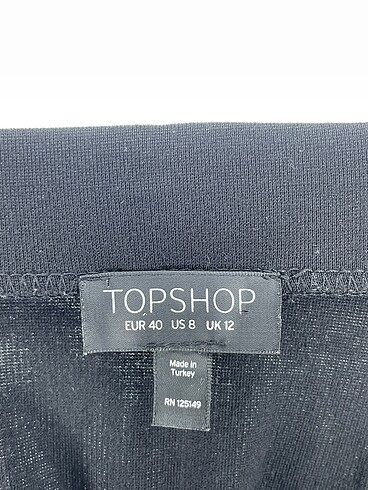 TOPSHOP
EUR 40 US 8 UK 12
Made in
Turkey
RN 125149